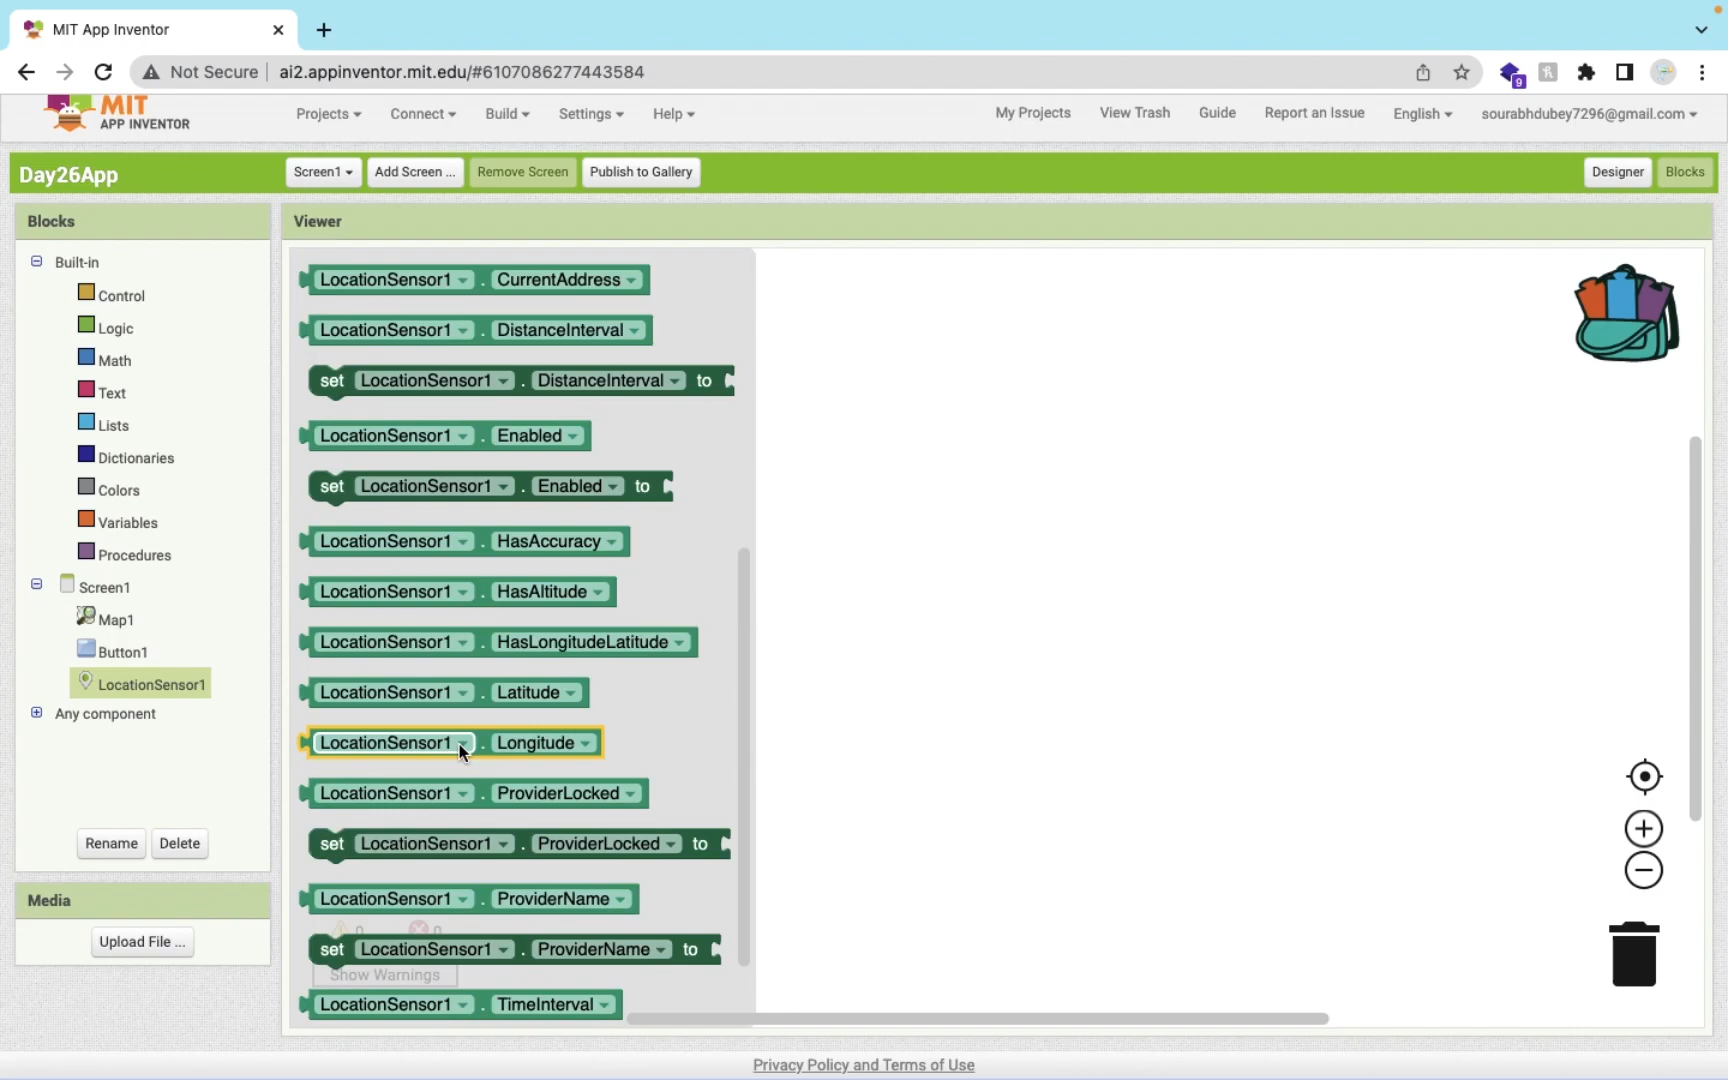 MIT App Inventor
Not Secure ai2.appinventor.mit.edu/#6107086277443584
9
MIT
APP INVENTOR
Projects Connect Build Settings Help My Projects View Trash Guide Report an Issue English sourabhdubey7296@gmail.com
Day26App Screen1 Add Screen ... Remove Screen Publish to Gallery Designer Blocks
Blocks
Viewer
Built-in
Control
Logic
Math
Text
Lists
Dictionaries
Colors
Variables
Procedures
Screen1
Map1
Button1
LocationSensor1
Any component
Rename Delete
Media
Upload File ...
LocationSensor1 . CurrentAddress
LocationSensor1 . DistanceInterval
set LocationSensor1 . DistanceInterval to
LocationSensor1 . Enabled
set LocationSensor1 . Enabled to
LocationSensor1 . HasAccuracy
LocationSensor1 . HasAltitude
LocationSensor1 . HasLongitudeLatitude
LocationSensor1 . Latitude
LocationSensor1 . Longitude
LocationSensor1 . ProviderLocked
set LocationSensor1 . ProviderLocked to
LocationSensor1 . ProviderName
0 0
set LocationSensor1 . ProviderName to
Show Warnings
LocationSensor1 . TimeInterval
Privacy Policy and Terms of Use